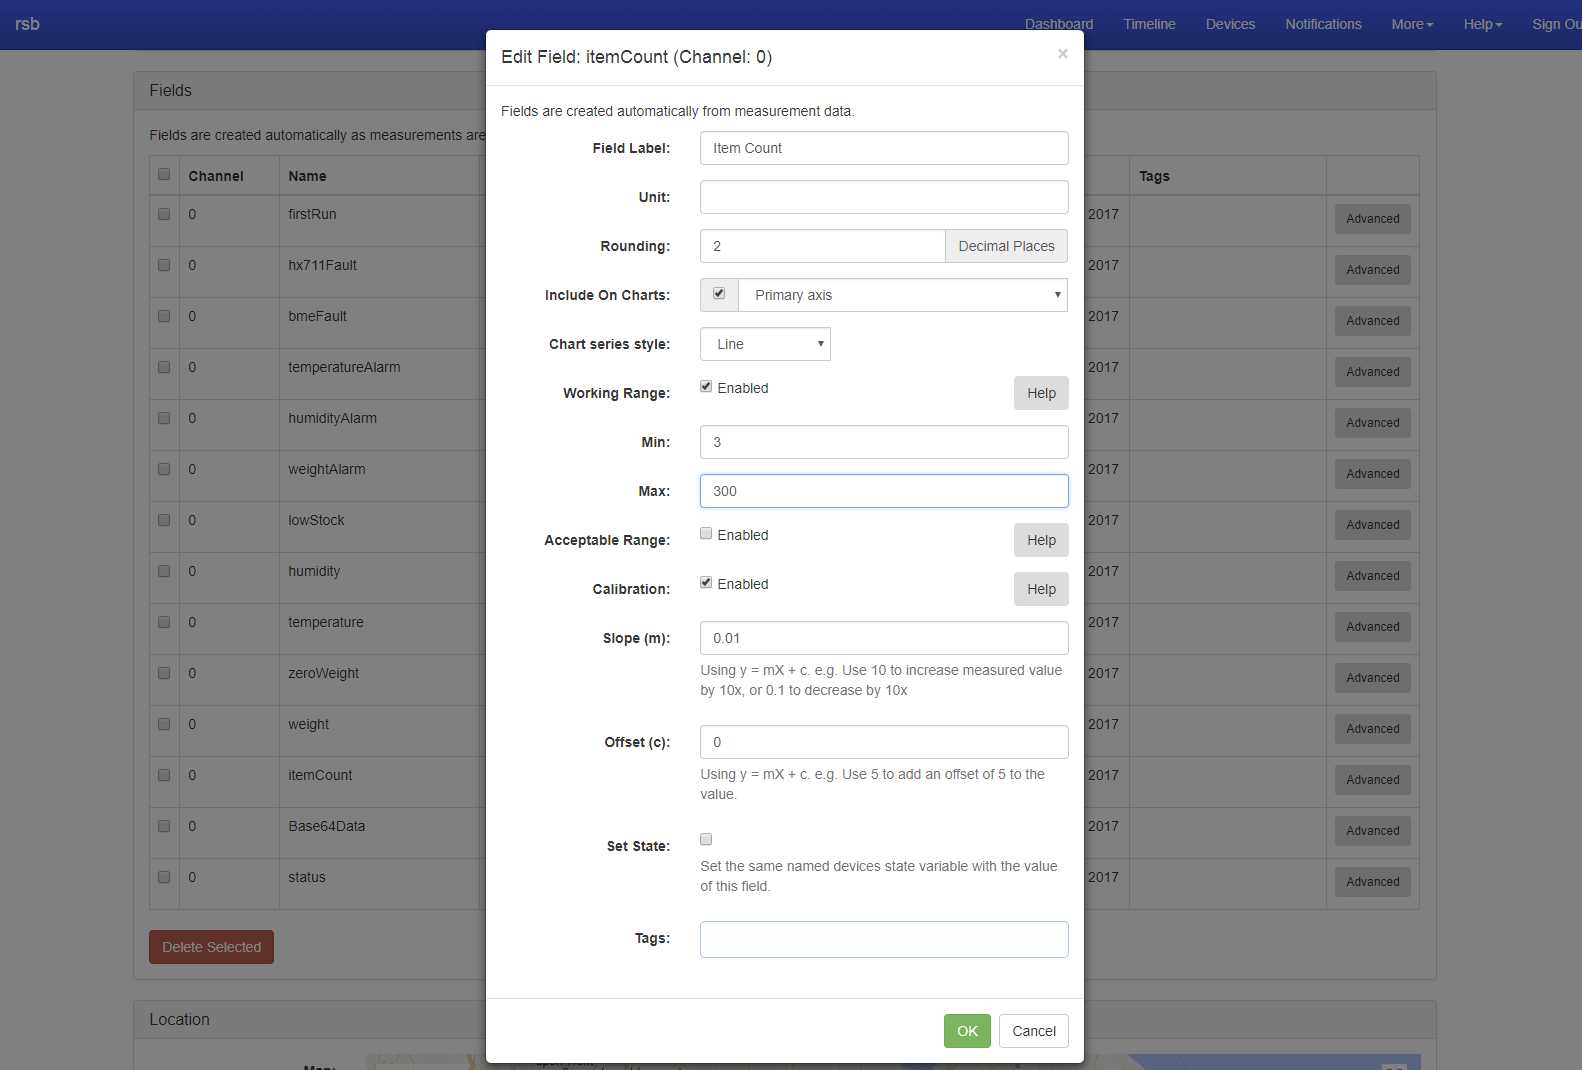 rsb
Dashboard Timeline Devices Notifications More Help Sign Ou
Edit Field: itemCount (Channel: 0) ×
Fields
Fields are created automatically from measurement data.
Fields are created automatically as measurements are
Field Label: Item Count
Channel Name Tags
Unit:
0 firstRun 2017 Advanced
Rounding: 2 Decimal Places
0 hx711Fault 2017 Advanced
Include On Charts: Primary axis
0 bmeFault 2017 Advanced
Chart series style: Line
0 temperatureAlarm 2017 Advanced
Working Range: Enabled Help
0 humidityAlarm 2017 Advanced
Min: 3
0 weightAlarm 2017 Advanced
Max: 300
0 lowStock 2017 Advanced
Acceptable Range: Enabled Help
0 humidity 2017 Advanced
Calibration: Enabled Help
0 temperature 2017 Advanced
Slope (m): 0.01
Using y = mX + c. e.g. Use 10 to increase measured value
by 10x, or 0.1 to decrease by 10x
0 zeroWeight 2017 Advanced
0 weight 2017 Advanced
Offset (c): 0
Using y = mX + c. e.g. Use 5 to add an offset of 5 to the
value.
0 itemCount 2017 Advanced
0 Base64Data 2017 Advanced
Set State:
Set the same named devices state variable with the value
of this field.
0 status 2017 Advanced
Tags:
Delete Selected
Location
OK Cancel